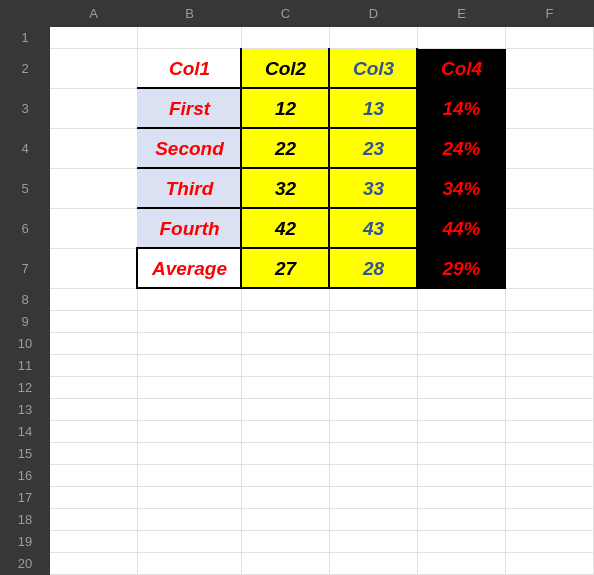 A B C D E F
1
2 Col1 Col2 Col3 Col4
3 First 12 13 14%
4 Second 22 23 24%
5 Third 32 33 34%
6 Fourth 42 43 44%
7 Average 27 28 29%
8
9
10
11
12
13
14
15
16
17
18
19
20